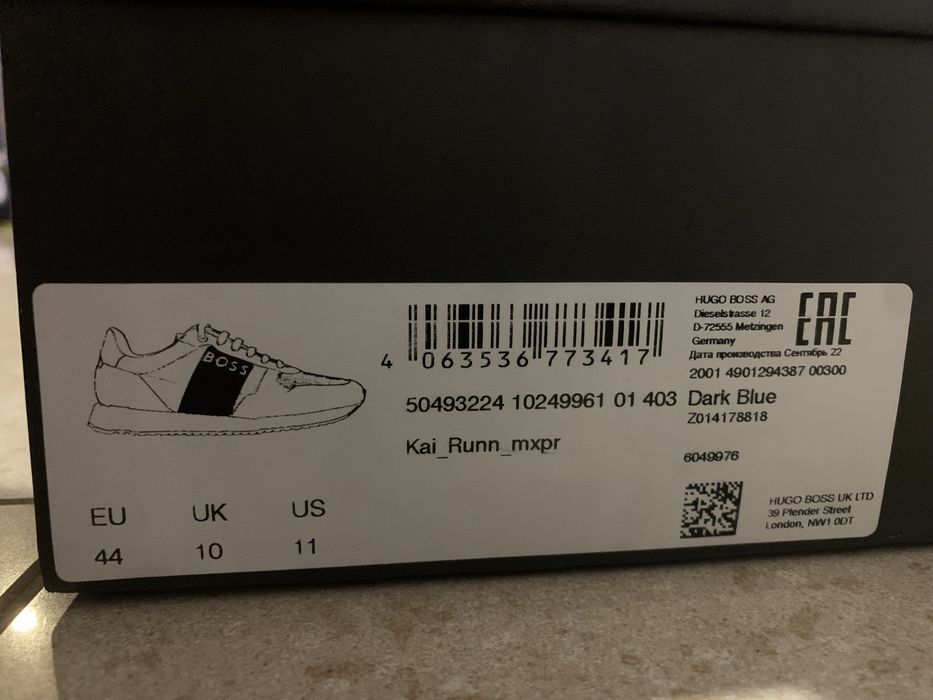 BOSS
4 063536 773417
50493224 10249961 01 403 Dark Blue
Kai_Runn_mxpr
HUGO BOSS AG
Dieselstrasse 12
D-72555 Metzingen
Germany
EAC
Дата производства Сентябрь 22
2001 4901294387 00300
Z014178818
6049976
HUGO BOSS UK LTD
39 Plender Street
London, NW1 0DT
EU UK US
44 10 11